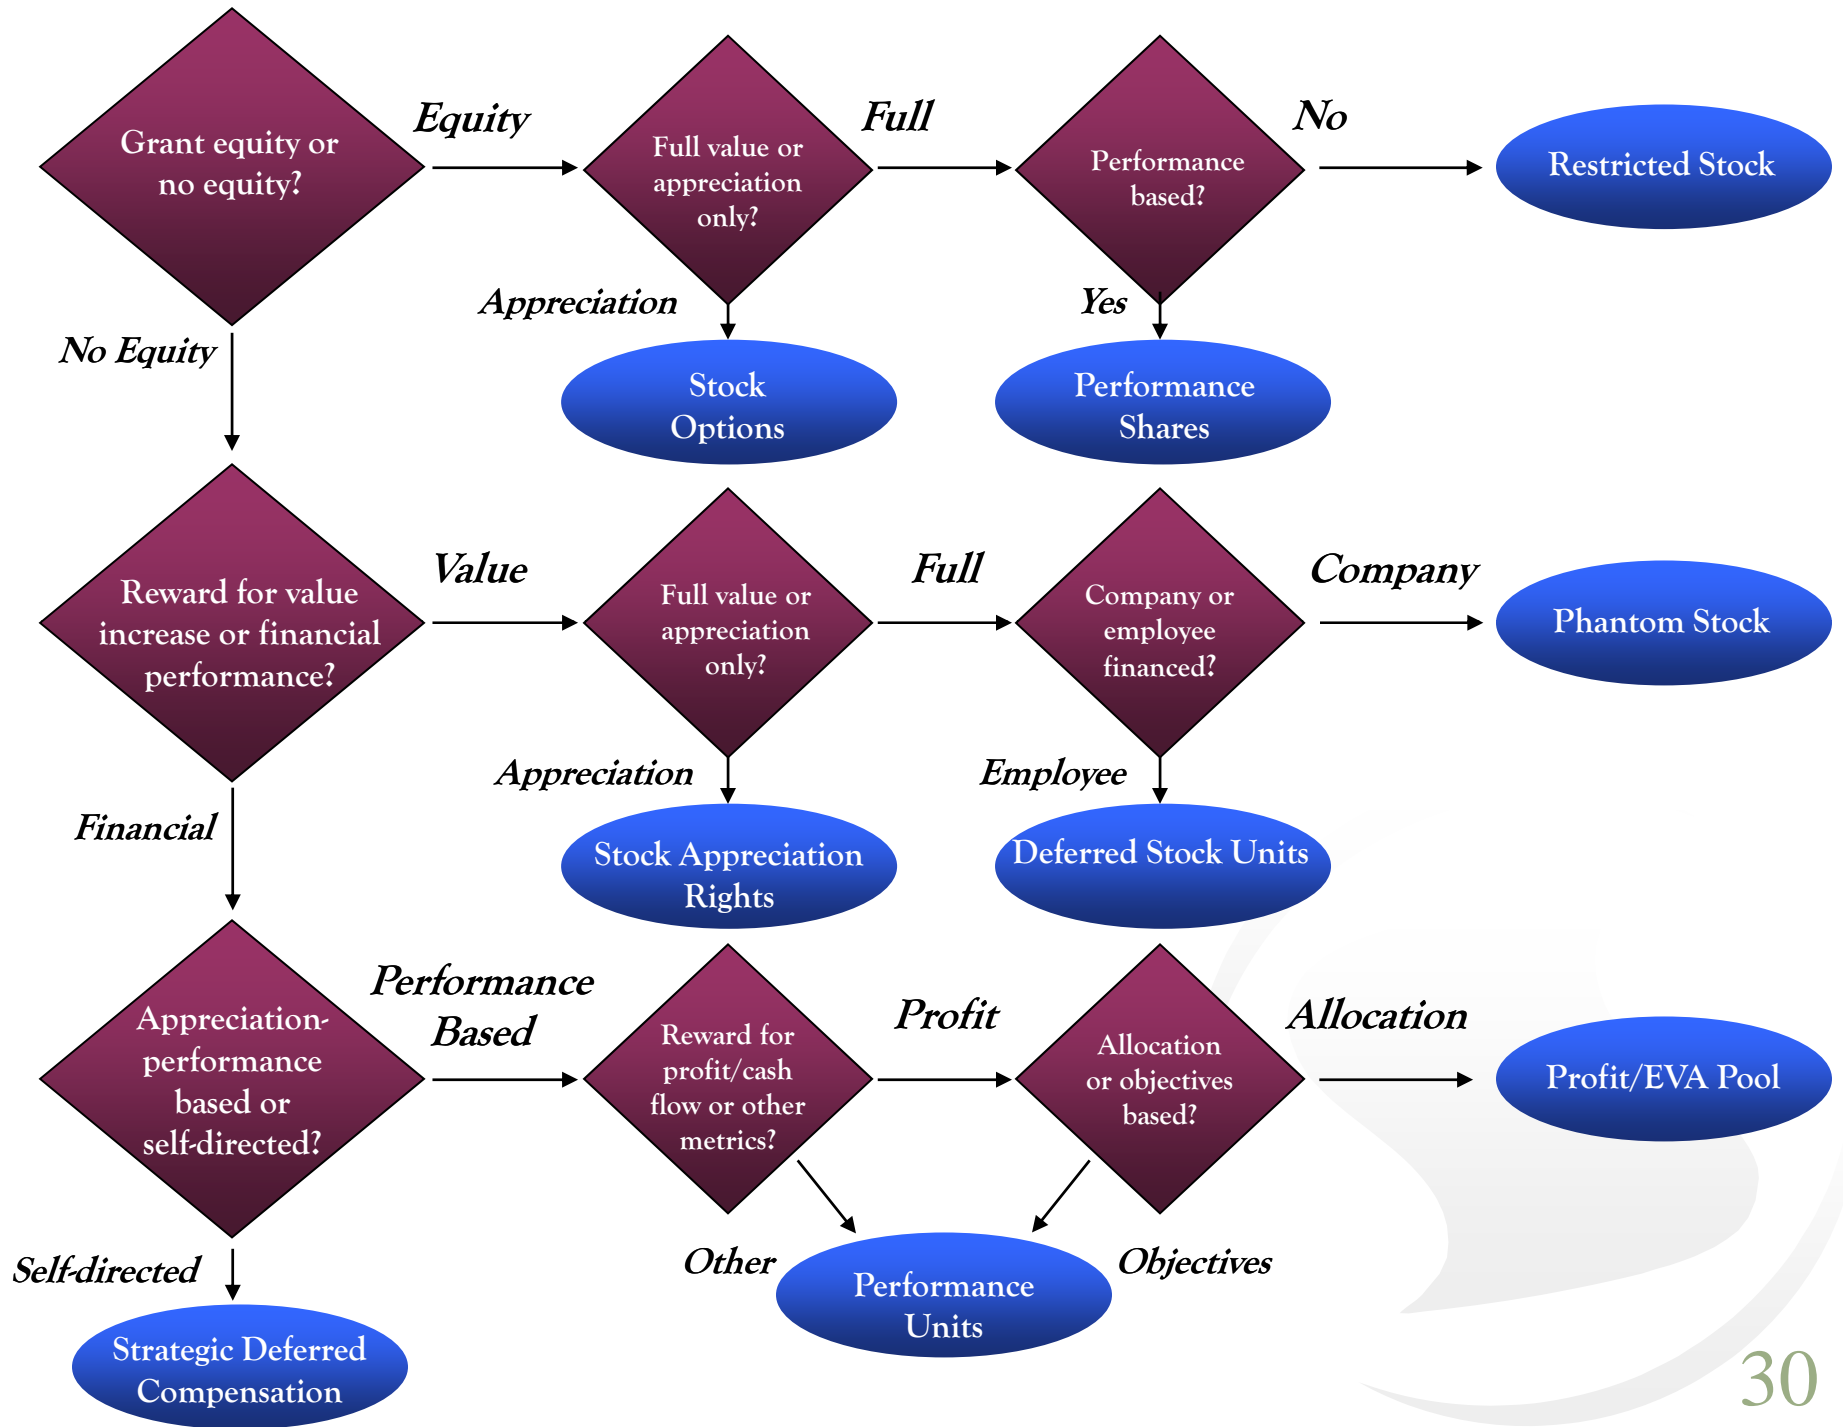 Grant equity or
no equity?
Equity
Full value or
appreciation
only?
Full
Performance
based?
No
Restricted Stock
Appreciation
Yes
No Equity
Stock
Options
Performance
Shares
Reward for value
increase or financial
performance?
Value
Full value or
appreciation
only?
Full
Company or
employee
financed?
Company
Phantom Stock
Appreciation
Employee
Financial
Stock Appreciation
Rights
Deferred Stock Units
Appreciation-
performance
based or
self-directed?
Performance
Based
Reward for
profit/cash
flow or other
metrics?
Profit
Allocation
or objectives
based?
Allocation
Profit/EVA Pool
Self-directed
Other
Objectives
Performance
Units
Strategic Deferred
Compensation
30